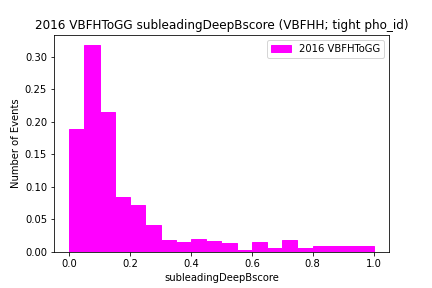 2016 VBFHToGG subleadingDeepBscore (VBFHH; tight pho_id)
2016 VBFHToGG
Number of Events
0.30
0.25
0.20
0.15
0.10
0.05
0.00
0.0 0.2 0.4 0.6 0.8 1.0
subleadingDeepBscore